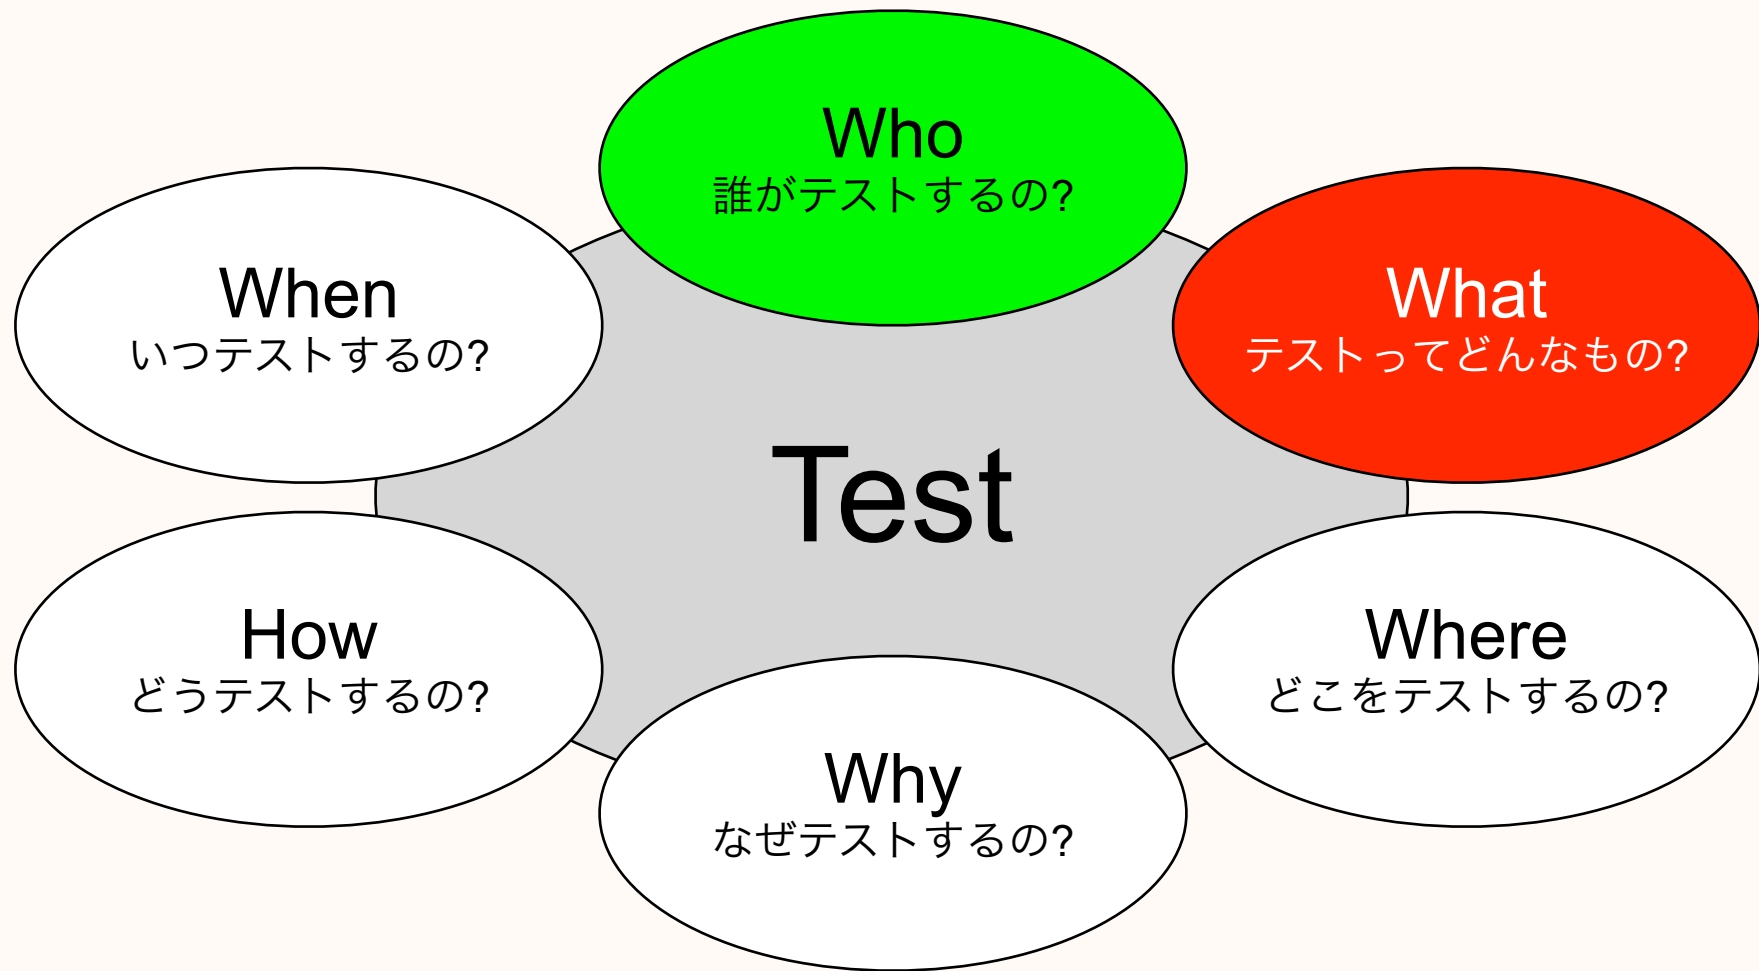 Who
誰がテストするの?
When
いつテストするの?
What
テストってどんなもの?
Test
How
どうテストするの?
Where
どこをテストするの?
Why
なぜテストするの?